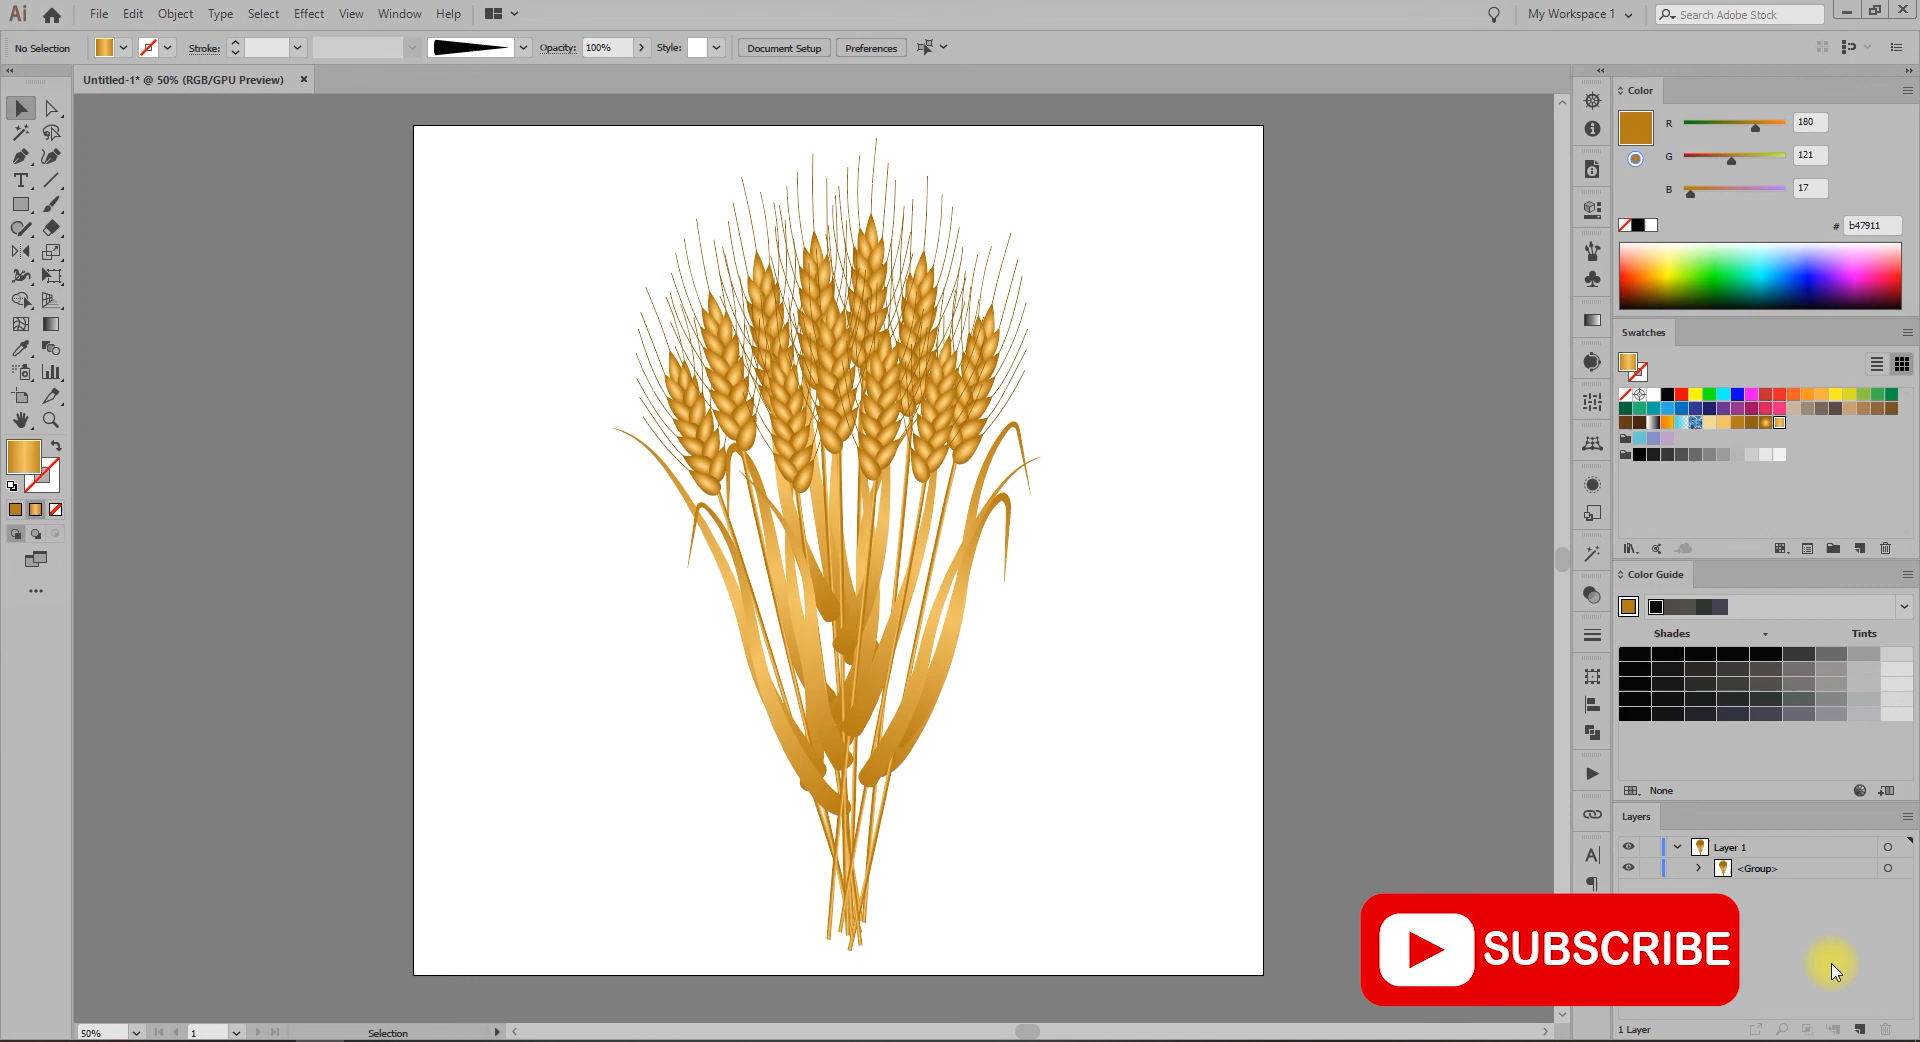 Ai File Edit Object Type Select Effect View Window Help My Workspace 1 Search Adobe Stock
No Selection Stroke: Opacity: 100% Style: Document Setup Preferences
Untitled-1* @ 50% (RGB/GPU Preview)
Color
R 180
G 121
B 17
# b47911
Swatches
Color Guide
Shades Tints
None
Layers
Layer 1
<Group>
SUBSCRIBE
50% 1 Selection 1 Layer